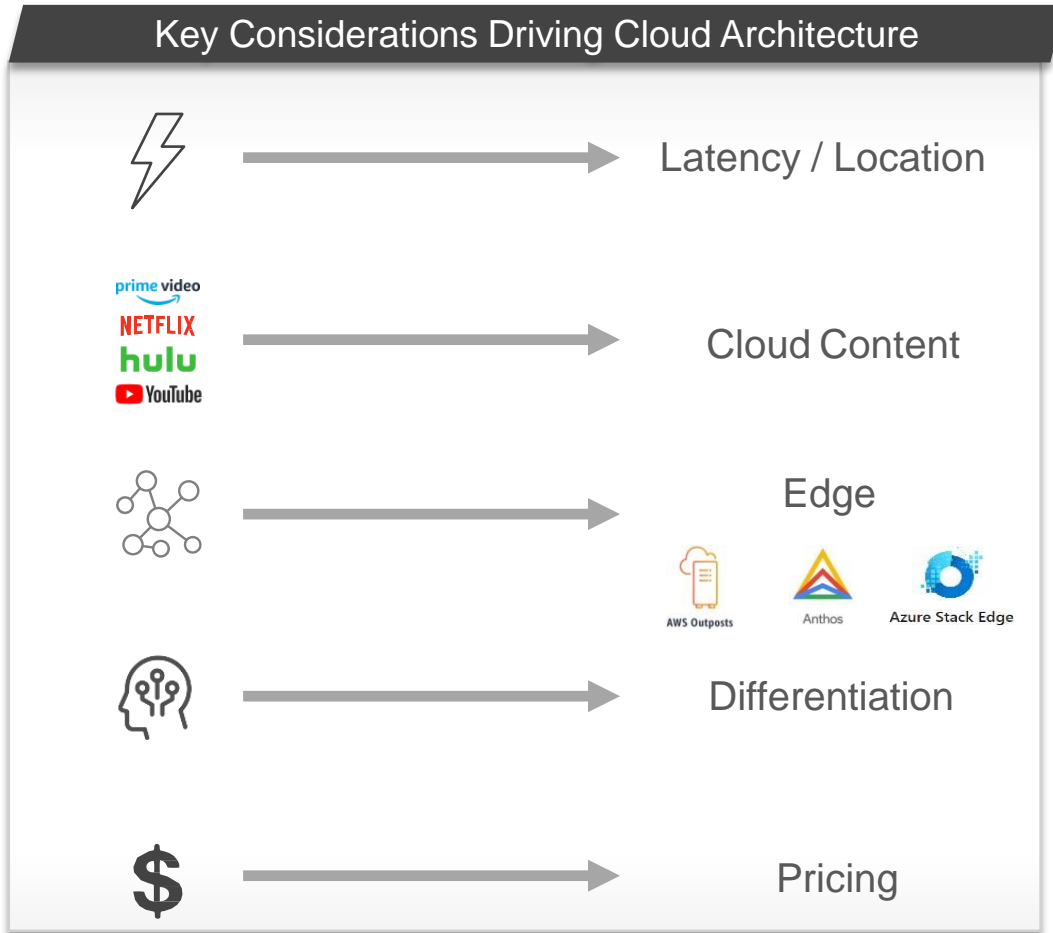 Key Considerations Driving Cloud Architecture
Latency / Location
prime video
NETFLIX
hulu
YouTube
Cloud Content
Edge
AWS Outposts
Anthos
Azure Stack Edge
Differentiation
$
Pricing